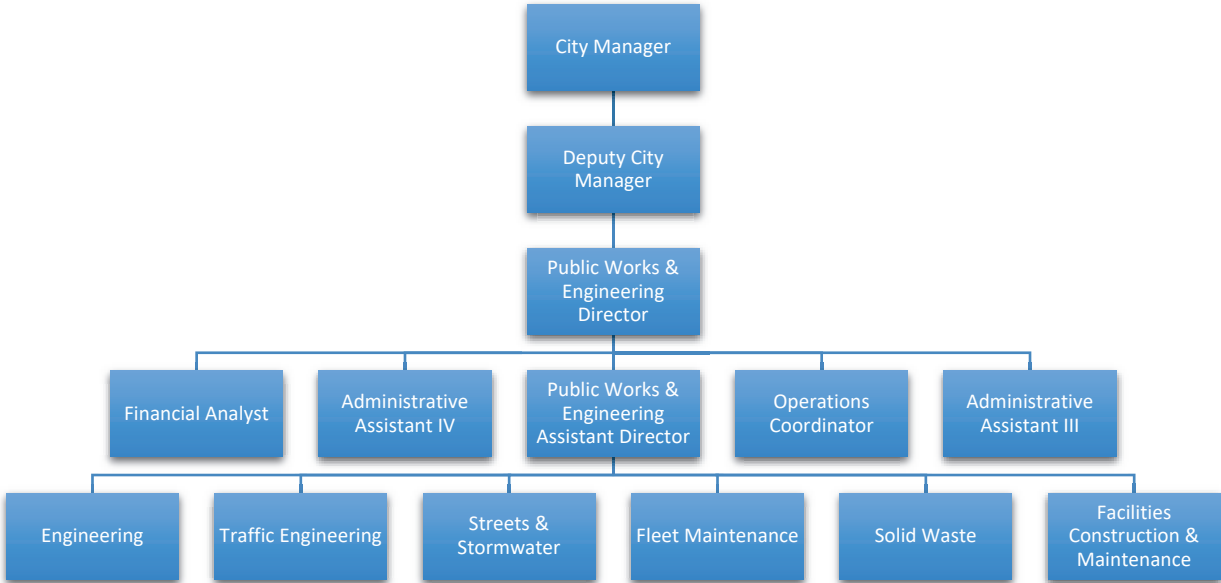 City Manager
Deputy City
Manager
Public Works &
Engineering
Director
Financial Analyst
Administrative
Assistant IV
Public Works &
Engineering
Assistant Director
Operations
Coordinator
Administrative
Assistant III
Engineering
Traffic Engineering
Streets &
Stormwater
Fleet Maintenance
Solid Waste
Facilities
Construction &
Maintenance